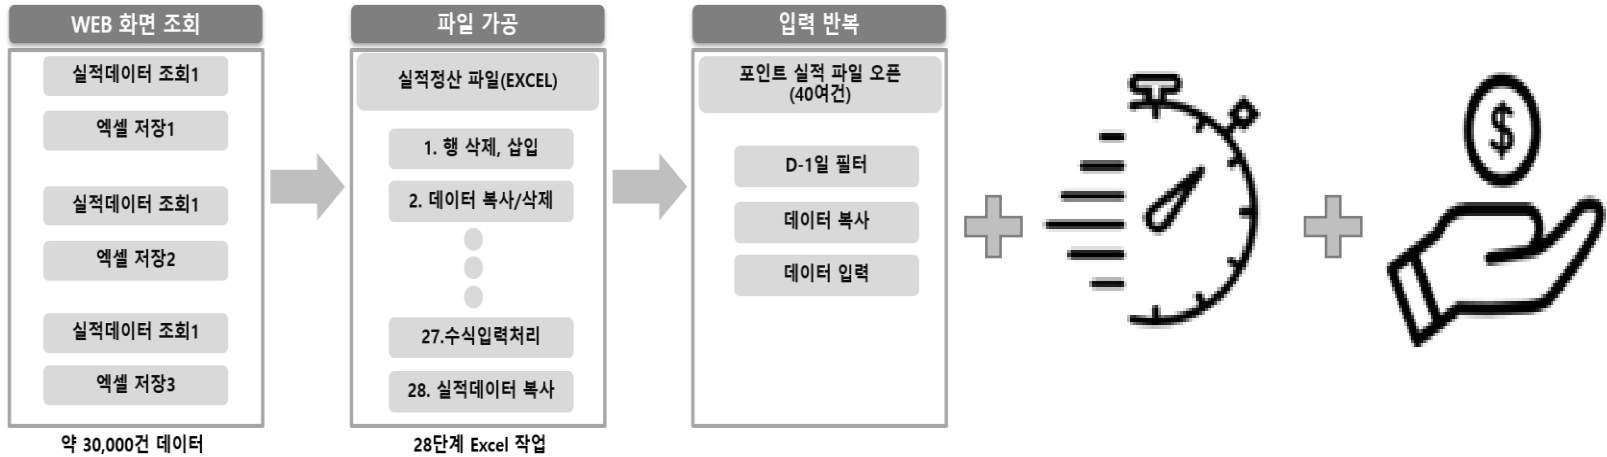 WEB 화면 조회
실적데이터 조회1
엑셀 저장1
실적데이터 조회1
엑셀 저장2
실적데이터 조회1
엑셀 저장3
약 30,000건 데이터
파일 가공
실적정산 파일(EXCEL)
1. 행 삭제, 삽입
2. 데이터 복사/삭제
27.수식입력처리
28. 실적데이터 복사
28단계 Excel 작업
입력 반복
포인트 실적 파일 오픈
(40여건)
D-1일 필터
데이터 복사
데이터 입력
$